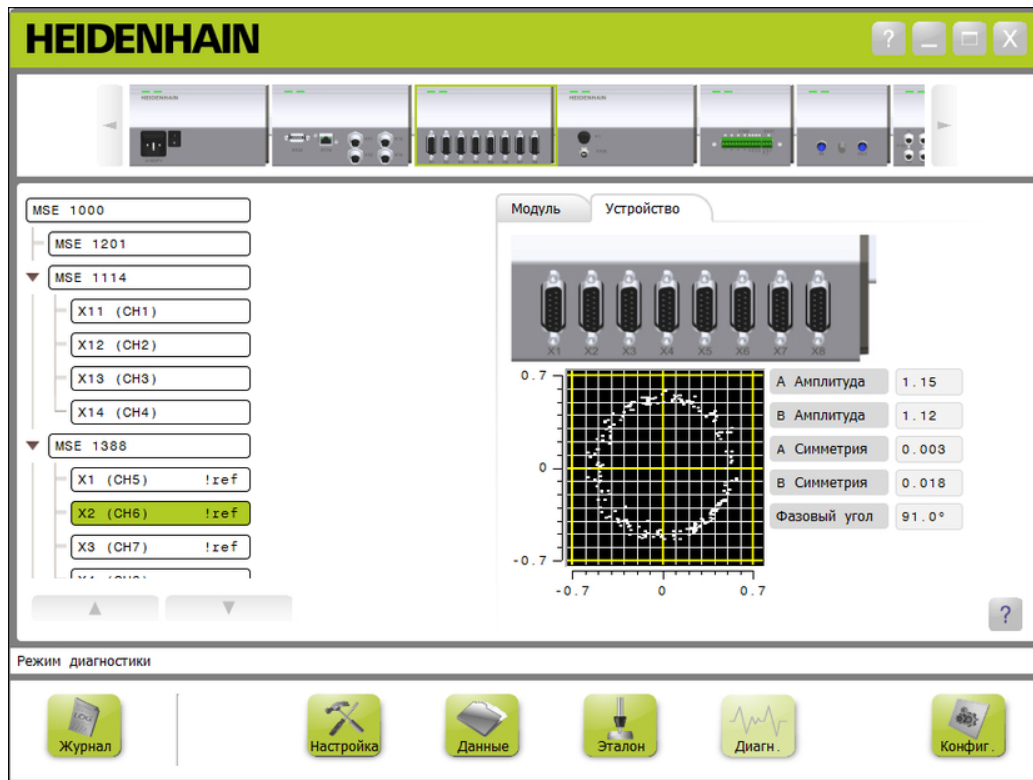 HEIDENHAIN
?
X
HEIDENHAIN
HEIDENHAIN
MSE 1000
MSE 1201
MSE 1114
X11 (CH1)
X12 (CH2)
X13 (CH3)
X14 (CH4)
MSE 1388
X1 (CH5) !ref
X2 (CH6) !ref
X3 (CH7) !ref
Модуль
Устройство
X1 X2 X3 X4 X5 X6 X7 X8
0.7
0
-0.7
-0.7 0 0.7
A Амплитуда 1.15
B Амплитуда 1.12
A Симметрия 0.003
B Симметрия 0.018
Фазовый угол 91.0°
?
Режим диагностики
LOG
Журнал
Настройка
Данные
Эталон
Диагн.
Конфиг.